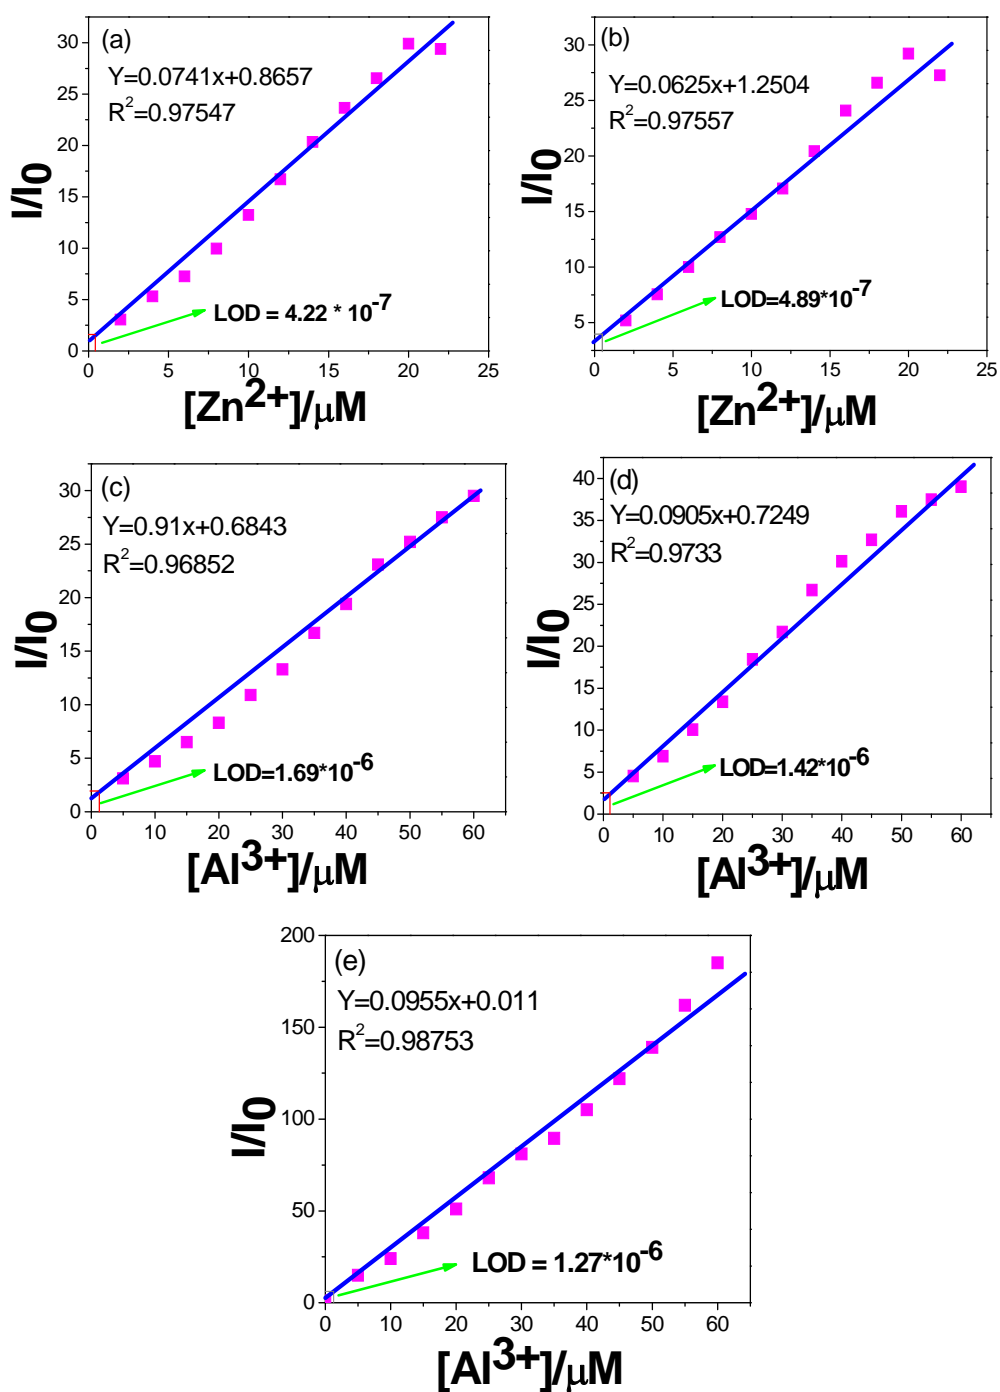 (a)
Y=0.0741x+0.8657
R²=0.97547
LOD = 4.22 * 10⁻⁷
I/I₀
0
5
10
15
20
25
30
0
5
10
15
20
25
[Zn²⁺]/μM
(b)
Y=0.0625x+1.2504
R²=0.97557
LOD=4.89*10⁻⁷
I/I₀
5
10
15
20
25
30
0
5
10
15
20
25
[Zn²⁺]/μM
(c)
Y=0.91x+0.6843
R²=0.96852
LOD=1.69*10⁻⁶
I/I₀
0
5
10
15
20
25
30
0
10
20
30
40
50
60
[Al³⁺]/μM
(d)
Y=0.0905x+0.7249
R²=0.9733
LOD=1.42*10⁻⁶
I/I₀
0
5
10
15
20
25
30
35
40
0
10
20
30
40
50
60
[Al³⁺]/μM
(e)
Y=0.0955x+0.011
R²=0.98753
LOD = 1.27*10⁻⁶
I/I₀
0
50
100
150
200
0
10
20
30
40
50
60
[Al³⁺]/μM